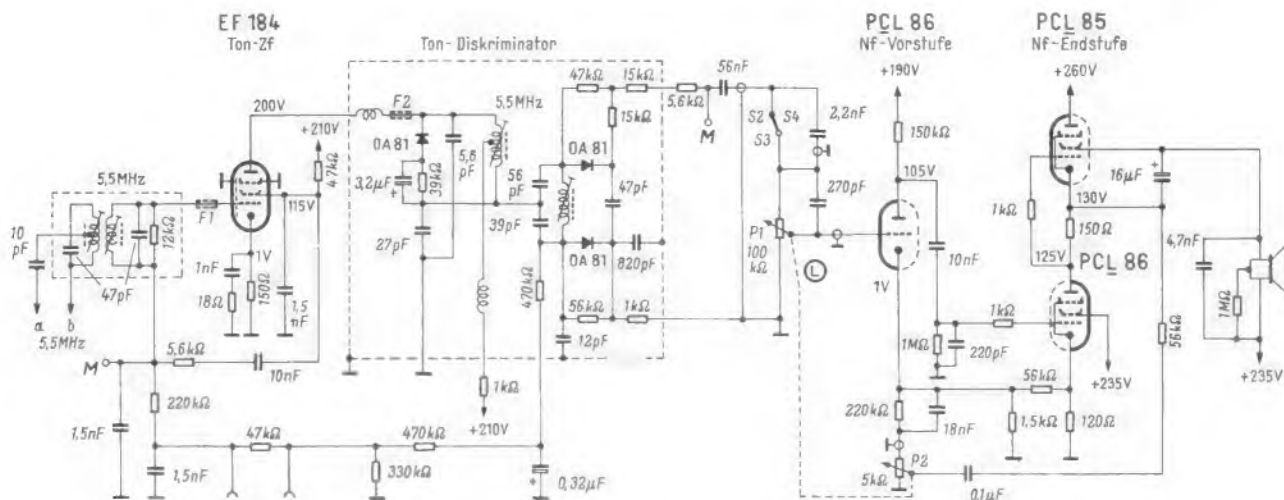 EF 184
Ton-Zf
PCL 86
Nf-Vorstufe
PCL 85
Nf-Endstufe
Ton-Diskriminator
+190V
+260V
200V
F2
5,5MHz
47kΩ
15kΩ
56nF
5,6kΩ
M
15kΩ
S2
S4
S3
2,2nF
150kΩ
+210V
4,7kΩ
OA 81
5,6
pF
OA 81
105V
16µF
+
130V
5,5MHz
3,2µF
+
39kΩ
56
pF
47pF
270pF
1kΩ
150Ω
4,7nF
10
pF
12kΩ
F1
115V
39pF
P1
100
kΩ
L
125V
PCL 86
1V
27pF
OA 81
820pF
1V
10nF
47pF
1nF
18Ω
150Ω
1,5
nF
470kΩ
56kΩ
1kΩ
1kΩ
1MΩ
a
b
5,5MHz
12pF
1MΩ
220pF
56kΩ
+235V
+235V
M
5,6kΩ
10nF
1kΩ
56kΩ
220kΩ
+210V
220kΩ
18nF
1,5kΩ
120Ω
1,5nF
47kΩ
470kΩ
1,5nF
330kΩ
+
0,32µF
P2
5kΩ
0,1µF